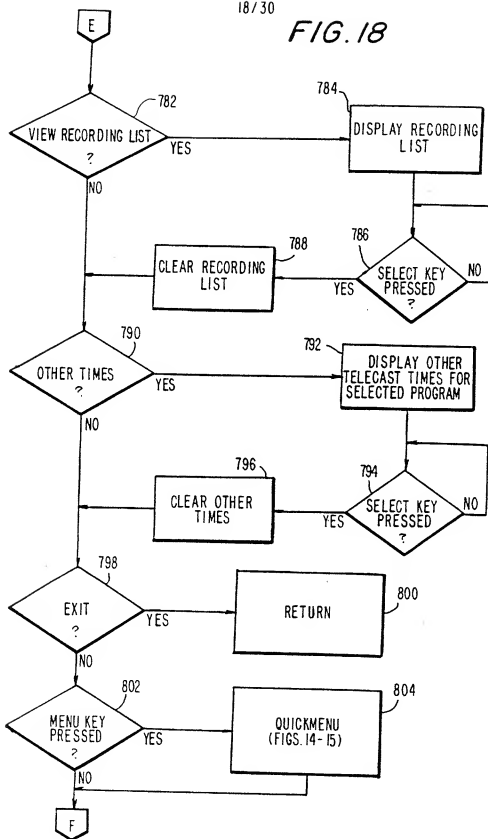 18/30
FIG. 18
E
782
VIEW RECORDING LIST
?
YES
NO
784
DISPLAY RECORDING
LIST
786
SELECT KEY
PRESSED
?
YES
NO
788
CLEAR RECORDING
LIST
790
OTHER TIMES
?
YES
NO
792
DISPLAY OTHER
TELECAST TIMES FOR
SELECTED PROGRAM
794
SELECT KEY
PRESSED
?
YES
NO
796
CLEAR OTHER
TIMES
798
EXIT
?
YES
NO
800
RETURN
802
MENU KEY
PRESSED
?
YES
NO
804
QUICKMENU
(FIGS. 14-15)
F